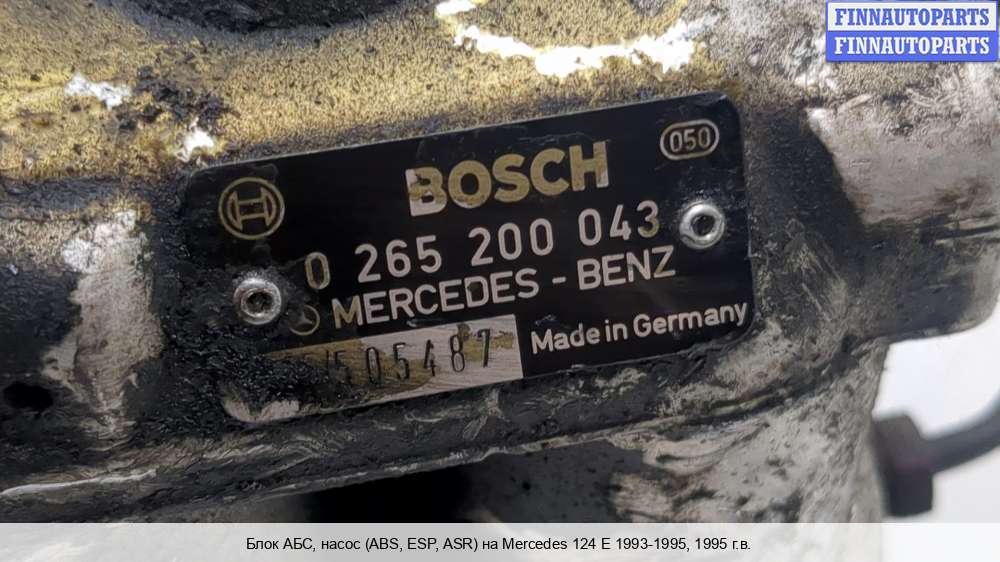 FINNAUTOPARTS
FINNAUTOPARTS
050
BOSCH
0 265 200 043
MERCEDES - BENZ
Made in Germany
505487
Блок АБС, насос (ABS, ESP, ASR) на Mercedes 124 E 1993-1995, 1995 г.в.